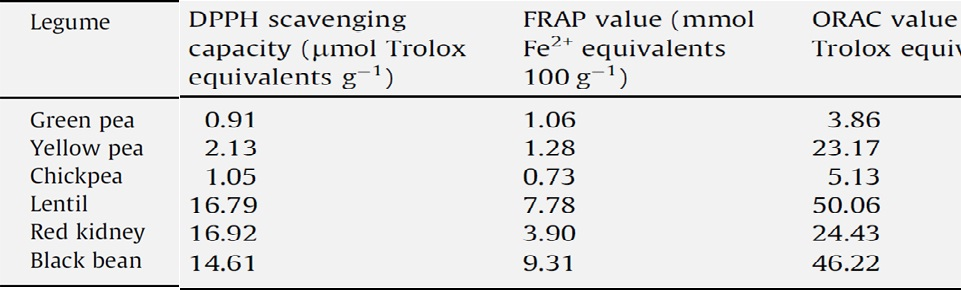 Legume DPPH scavenging FRAP value (mmol ORAC value
capacity (μmol Trolox Fe²⁺ equivalents Trolox
equivalents g⁻¹) 100 g⁻¹)
Green pea 0.91 1.06 3.86
Yellow pea 2.13 1.28 23.17
Chickpea 1.05 0.73 5.13
Lentil 16.79 7.78 50.06
Red kidney 16.92 3.90 24.43
Black bean 14.61 9.31 46.22